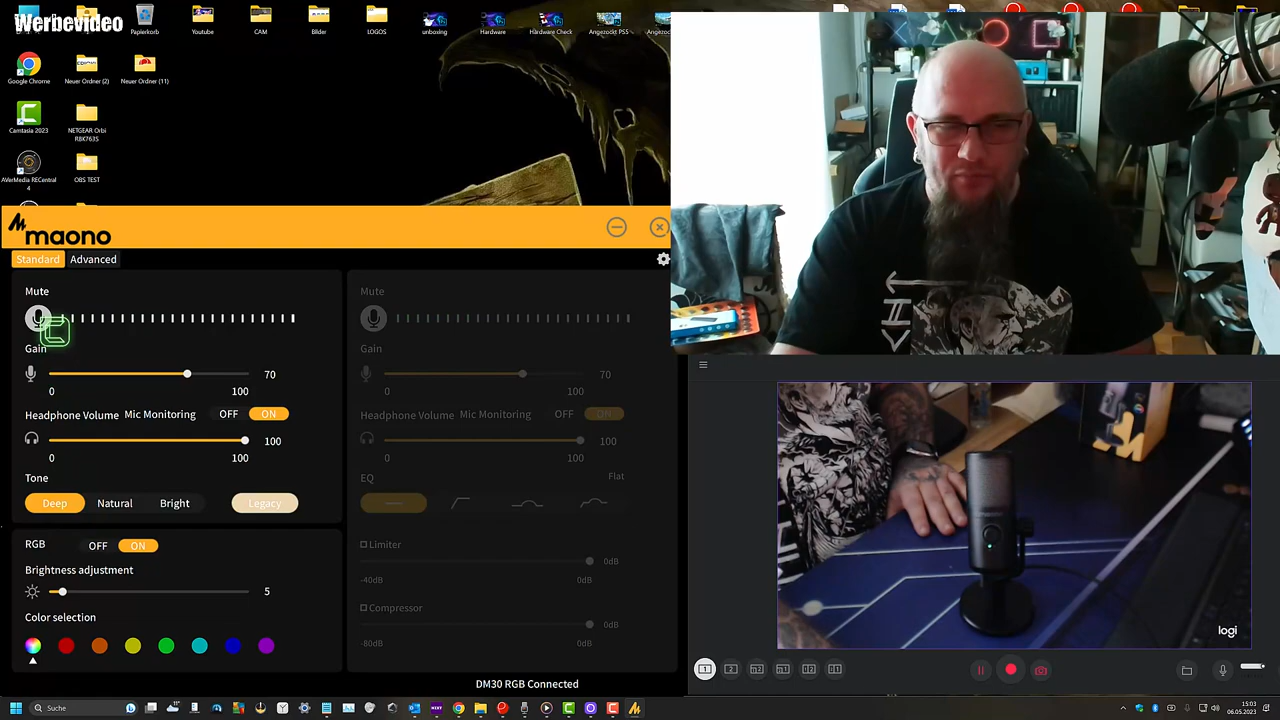 Werbevideo
Papierkorb
Youtube
CAM
Bilder
LOGOS
unboxing
Hardware
Hardware Check
Angezockt PS5
Angezockt
Google Chrome
Neuer Ordner (2)
Neuer Ordner (11)
Camtasia 2023
NETGEAR Orbi
RBK763S
AVerMedia RECentral
4
OBS TEST
maono
Standard
Advanced
Mute
Gain
70
0
100
Headphone Volume
Mic Monitoring
OFF
ON
100
0
100
Tone
Deep
Natural
Bright
Legacy
RGB
OFF
ON
Brightness adjustment
5
Color selection
Mute
Gain
70
0
100
Headphone Volume
Mic Monitoring
OFF
ON
100
0
100
EQ
Flat
Limiter
0dB
-40dB
0dB
Compressor
0dB
-80dB
0dB
DM30 RGB Connected
logi
Suche
15:03
06.05.2023